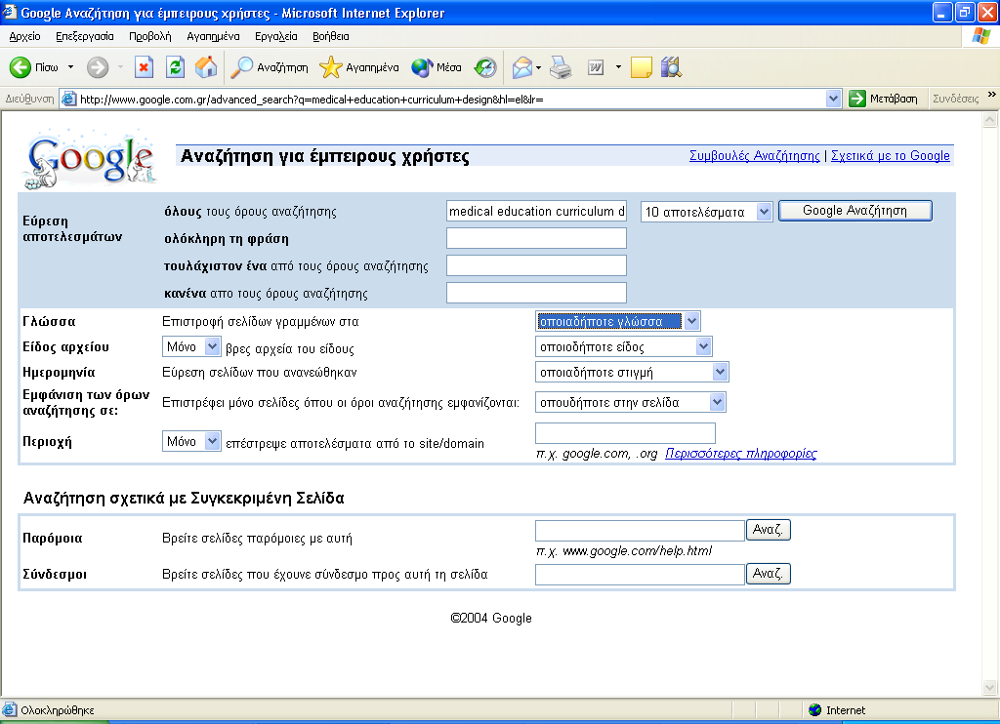 Google Αναζήτηση για έμπειρους χρήστες - Microsoft Internet Explorer
Αρχείο Επεξεργασία Προβολή Αγαπημένα Εργαλεία Βοήθεια
Πίσω Αναζήτηση Αγαπημένα Μέσα
Διεύθυνση http://www.google.com.gr/advanced_search?q=medical+education+curriculum+design&hl=el&lr= Μετάβαση Συνδέσεις »
Google Αναζήτηση για έμπειρους χρήστες Συμβουλές Αναζήτησης | Σχετικά με το Google
Εύρεση αποτελεσμάτων
όλους τους όρους αναζήτησης medical education curriculum d 10 αποτελέσματα Google Αναζήτηση
ολόκληρη τη φράση
τουλάχιστον ένα από τους όρους αναζήτησης
κανένα απο τους όρους αναζήτησης
Γλώσσα Επιστροφή σελίδων γραμμένων στα οποιαδήποτε γλώσσα
Είδος αρχείου Μόνο βρες αρχεία του είδους οποιοδήποτε είδος
Ημερομηνία Εύρεση σελίδων που ανανεώθηκαν οποιαδήποτε στιγμή
Εμφάνιση των όρων αναζήτησης σε: Επιστρέφει μόνο σελίδες όπου οι όροι αναζήτησης εμφανίζονται: οπουδήποτε στην σελίδα
Περιοχή Μόνο επέστρεψε αποτελέσματα από το site/domain
π.χ. google.com, .org Περισσότερες πληροφορίες
Αναζήτηση σχετικά με Συγκεκριμένη Σελίδα
Παρόμοια Βρείτε σελίδες παρόμοιες με αυτή Αναζ.
π.χ. www.google.com/help.html
Σύνδεσμοι Βρείτε σελίδες που έχουνε σύνδεσμο προς αυτή τη σελίδα Αναζ.
©2004 Google
Ολοκληρώθηκε Internet